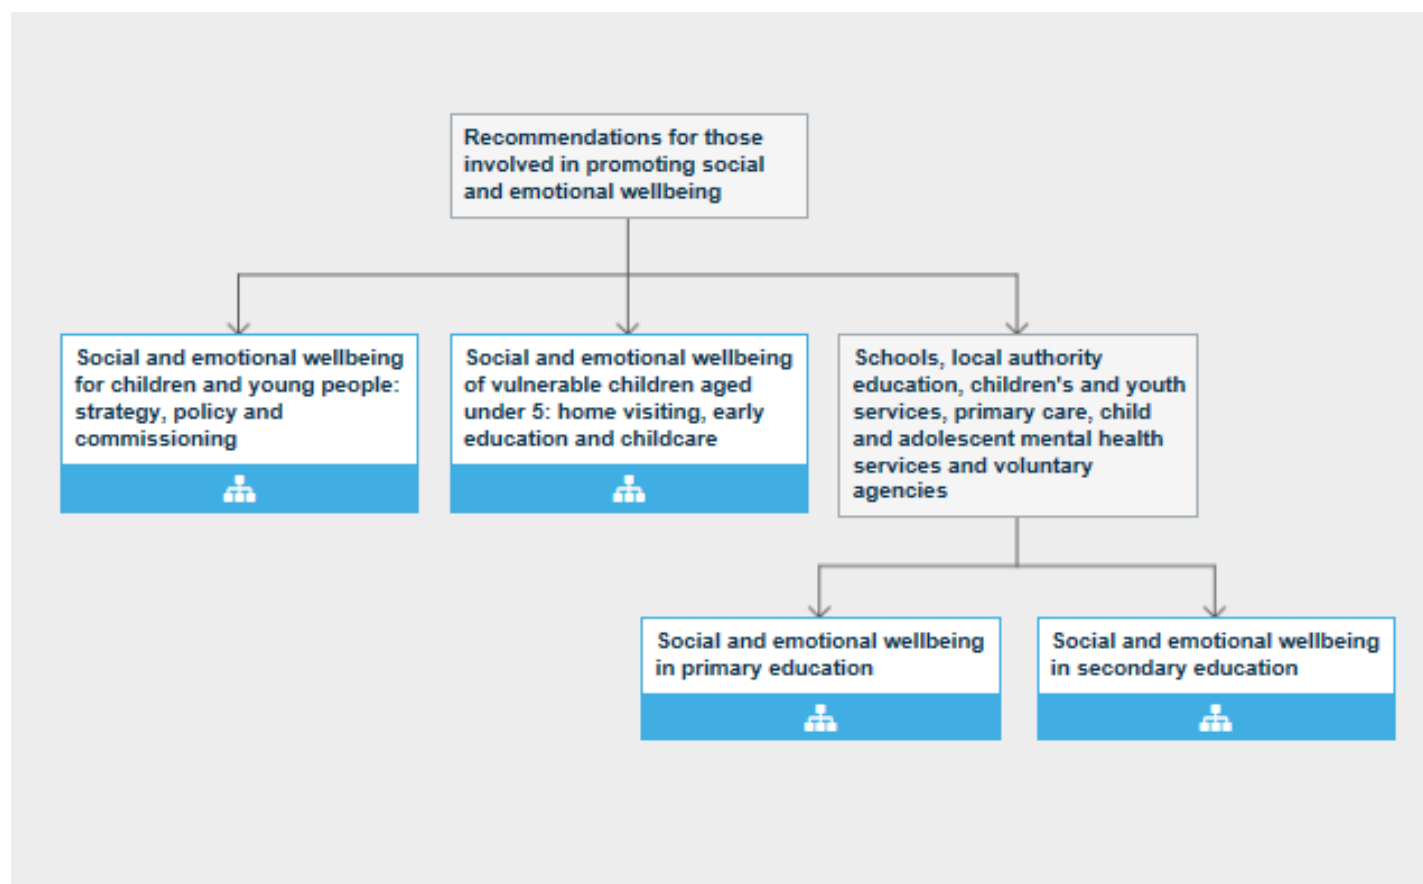 Recommendations for those
involved in promoting social
and emotional wellbeing
Social and emotional wellbeing
for children and young people:
strategy, policy and
commissioning
Social and emotional wellbeing
of vulnerable children aged
under 5: home visiting, early
education and childcare
Schools, local authority
education, children's and youth
services, primary care, child
and adolescent mental health
services and voluntary
agencies
Social and emotional wellbeing
in primary education
Social and emotional wellbeing
in secondary education